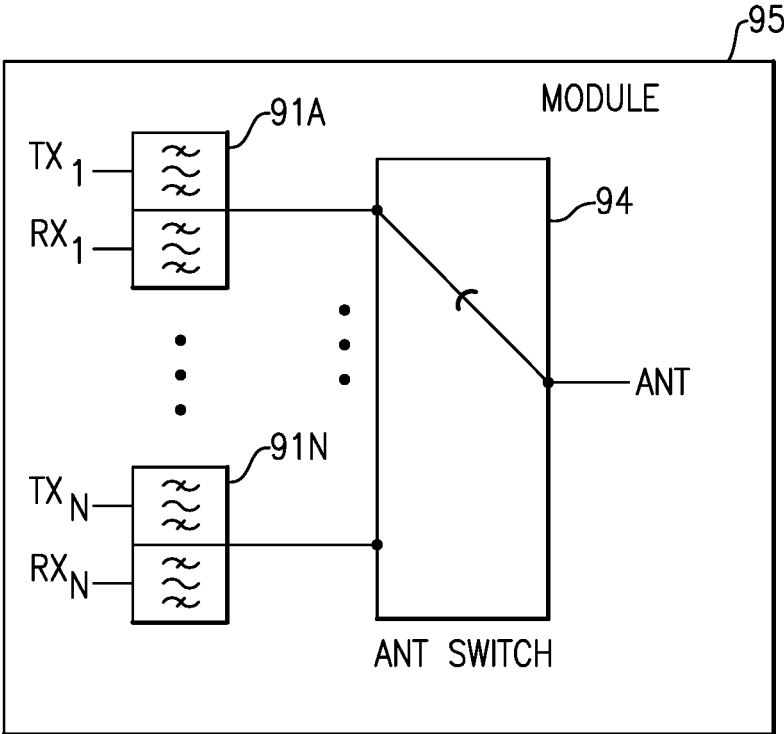 95
MODULE
91A
TX1
RX1
94
ANT
91N
TXN
RXN
ANT SWITCH